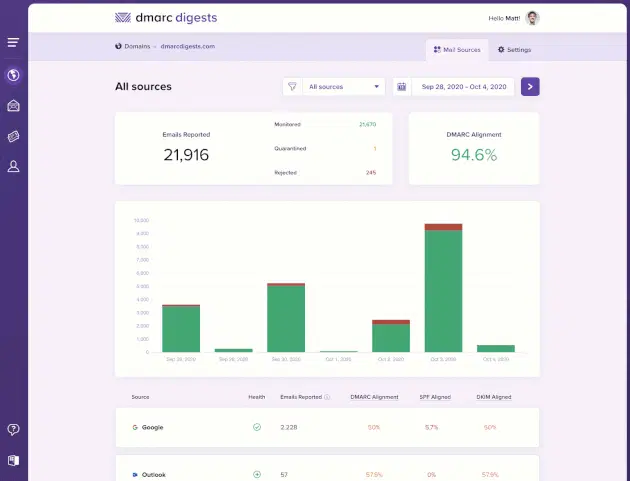 dmarc digests
Hello Matt!
Domains - dmarcdigests.com
Mail Sources
Settings
All sources
All sources
Sep 28, 2020 - Oct 4, 2020
Emails Reported
21,916
Monitored
21,670
Quarantined
1
Rejected
245
DMARC Alignment
94.6%
10,000
9,000
8,000
7,000
6,000
5,000
4,000
3,000
2,000
1,000
0
Sep 28, 2020
Sep 29, 2020
Sep 30, 2020
Oct 1, 2020
Oct 2, 2020
Oct 3, 2020
Oct 4, 2020
Source
Health
Emails Reported
DMARC Alignment
SPF Aligned
DKIM Aligned
Google
2,228
50%
5.7%
50%
Outlook
57
57.9%
0%
57.9%